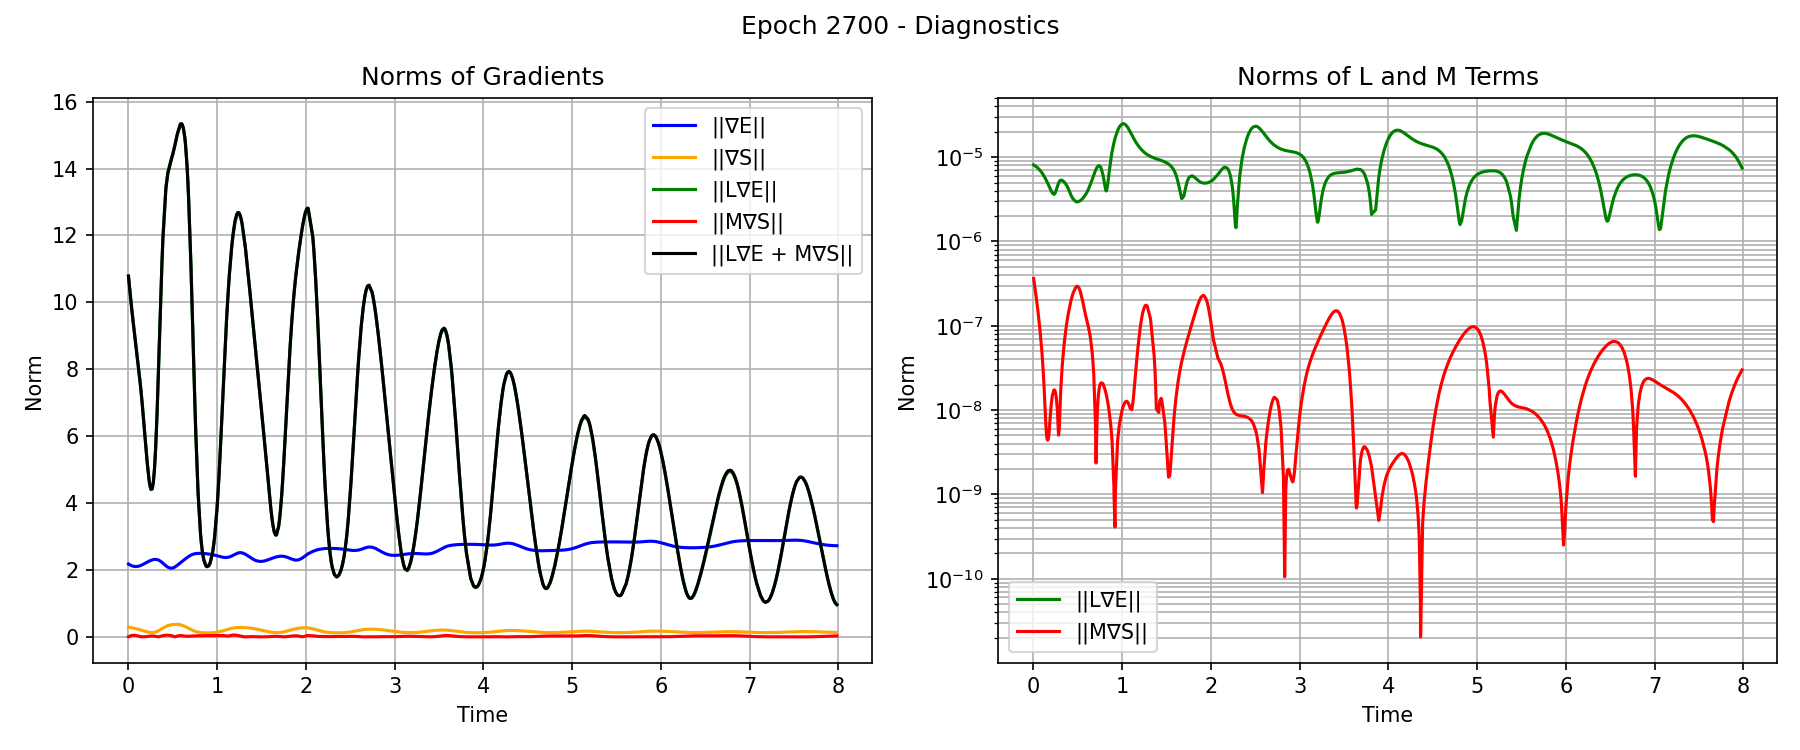 Epoch 2700 - Diagnostics
Norms of Gradients
Norm
16
14
12
10
8
6
4
2
0
||∇E||
||∇S||
||L∇E||
||M∇S||
||L∇E + M∇S||
0 1 2 3 4 5 6 7 8
Time
Norms of L and M Terms
Norm
10⁻⁵
10⁻⁶
10⁻⁷
10⁻⁸
10⁻⁹
10⁻¹⁰
||L∇E||
||M∇S||
0 1 2 3 4 5 6 7 8
Time